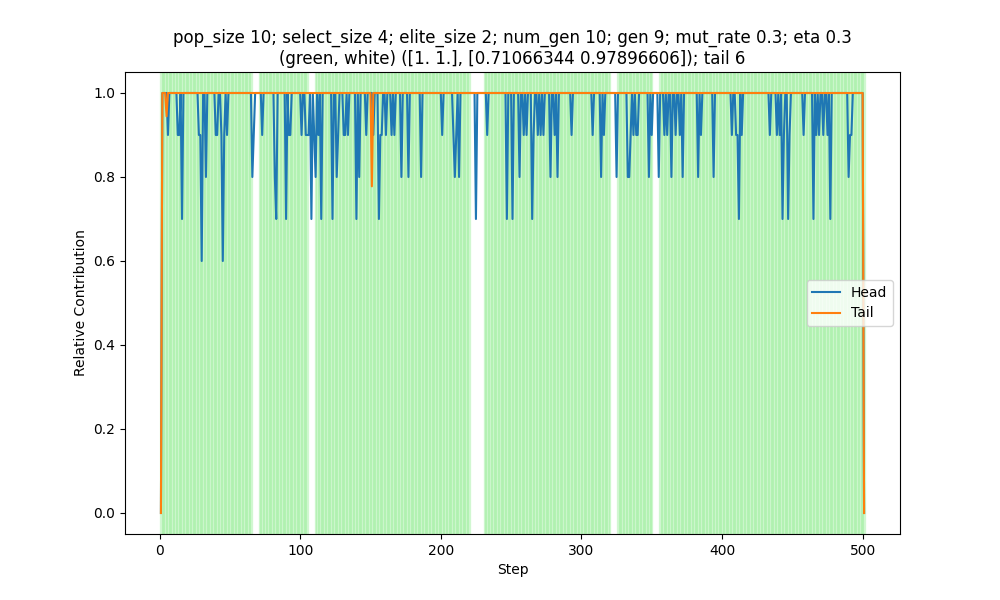 pop_size 10; select_size 4; elite_size 2; num_gen 10; gen 9; mut_rate 0.3; eta 0.3
(green, white) ([1. 1.], [0.71066344 0.97896606]); tail 6
1.0
0.8
0.6
0.4
0.2
0.0
Relative Contribution
Head
Tail
0
100
200
300
400
500
Step